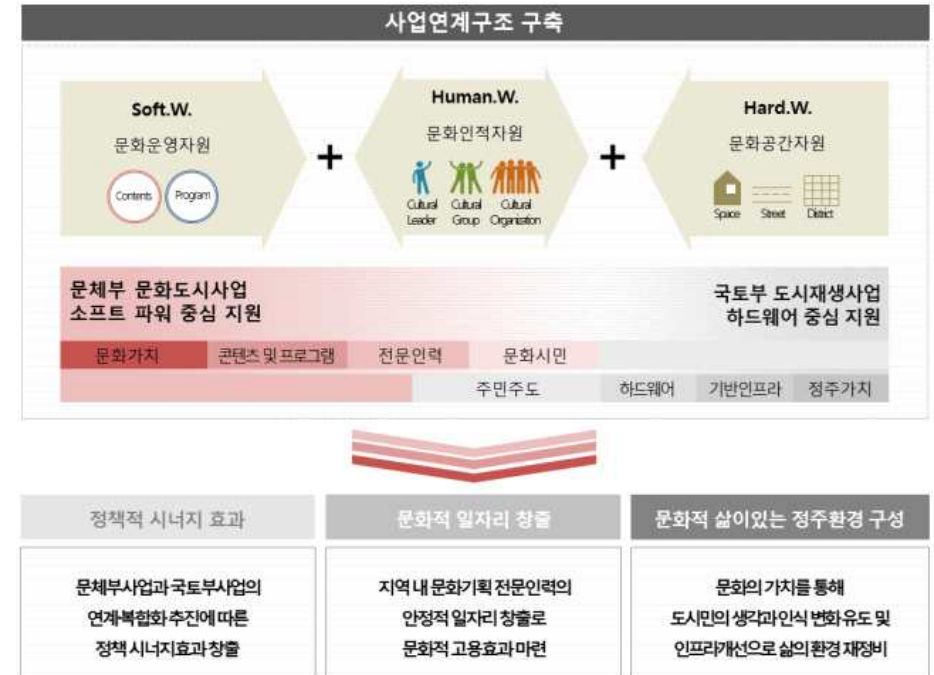 사업연계구조 구축
Soft.W.
문화운영자원
Contents
Program
+
Human.W.
문화인적자원
Cultural Leader
Cultural Group
Cultural Organization
+
Hard.W.
문화공간자원
Space
Street
District
문체부 문화도시사업
소프트 파워 중심 지원
국토부 도시재생사업
하드웨어 중심 지원
문화가치
콘텐츠 및 프로그램
전문인력
문화시민
주민주도
하드웨어
기반인프라
정주가치
정책적 시너지 효과
문체부사업과 국토부사업의
연계·복합화 추진에 따른
정책 시너지효과 창출
문화적 일자리 창출
지역 내 문화기획 전문인력의
안정적 일자리 창출로
문화적 고용효과 마련
문화적 삶이있는 정주환경 구성
문화의 가치를 통해
도시민의 생각과 인식 변화 유도 및
인프라개선으로 삶의 환경 재정비